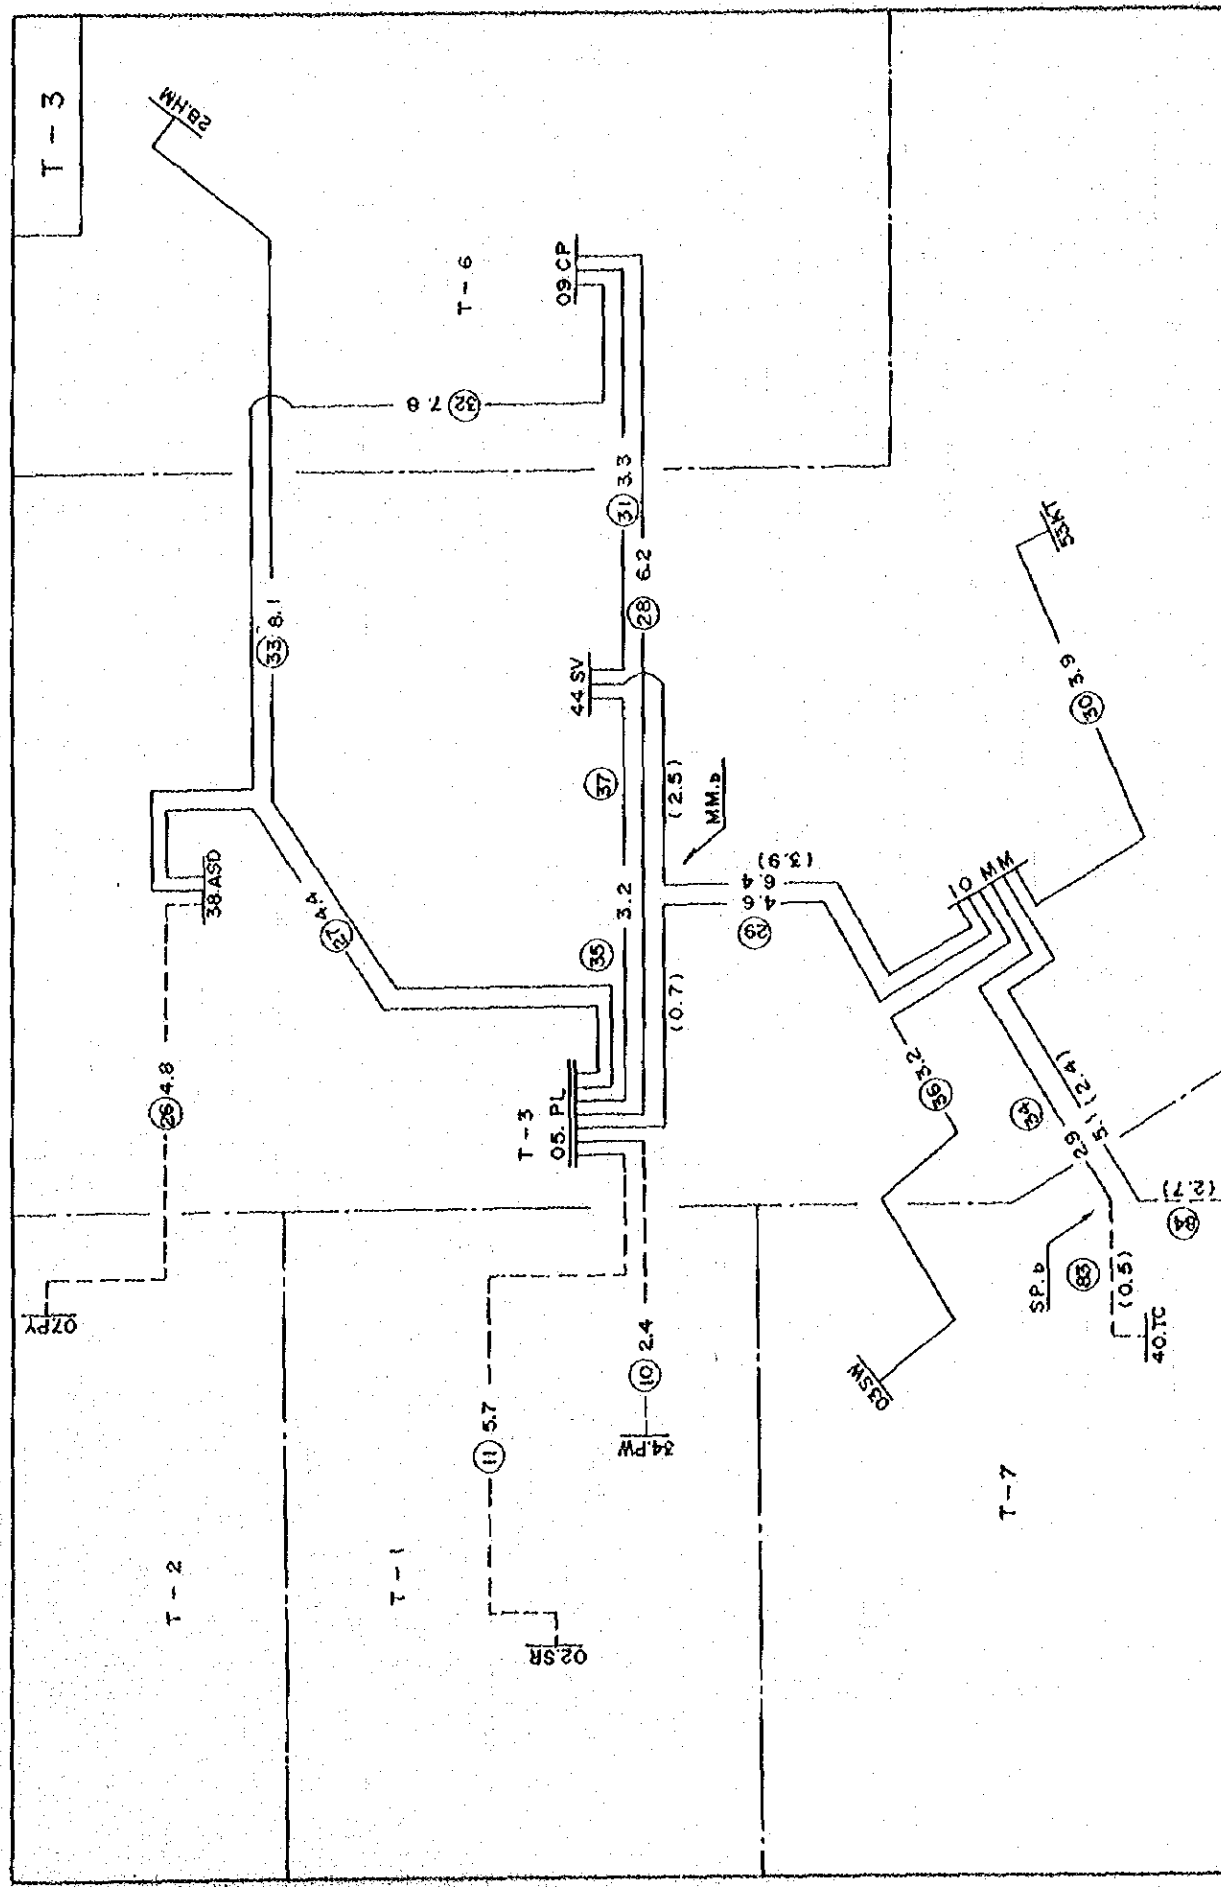 T - 3
28.HM
T - 6
09.CP
32 7.8
31 3.3
28 6.2
33 8.1
44.SV
53.KT
30 3.9
37
(2.5)
MM.b
38.ASD
27 4.4
3.2
35
(0.7)
(3.9)
6.4
4.6
29
10 MM
26 4.8
T - 3
05. PL
36 3.2
34
2.9
5.1 (2.4)
(2.7)
84
SP.b
83
(0.5)
40.TC
07.PY
10 2.4
34.PW
11 5.7
02.SR
03.SW
T - 2
T - 1
T - 7